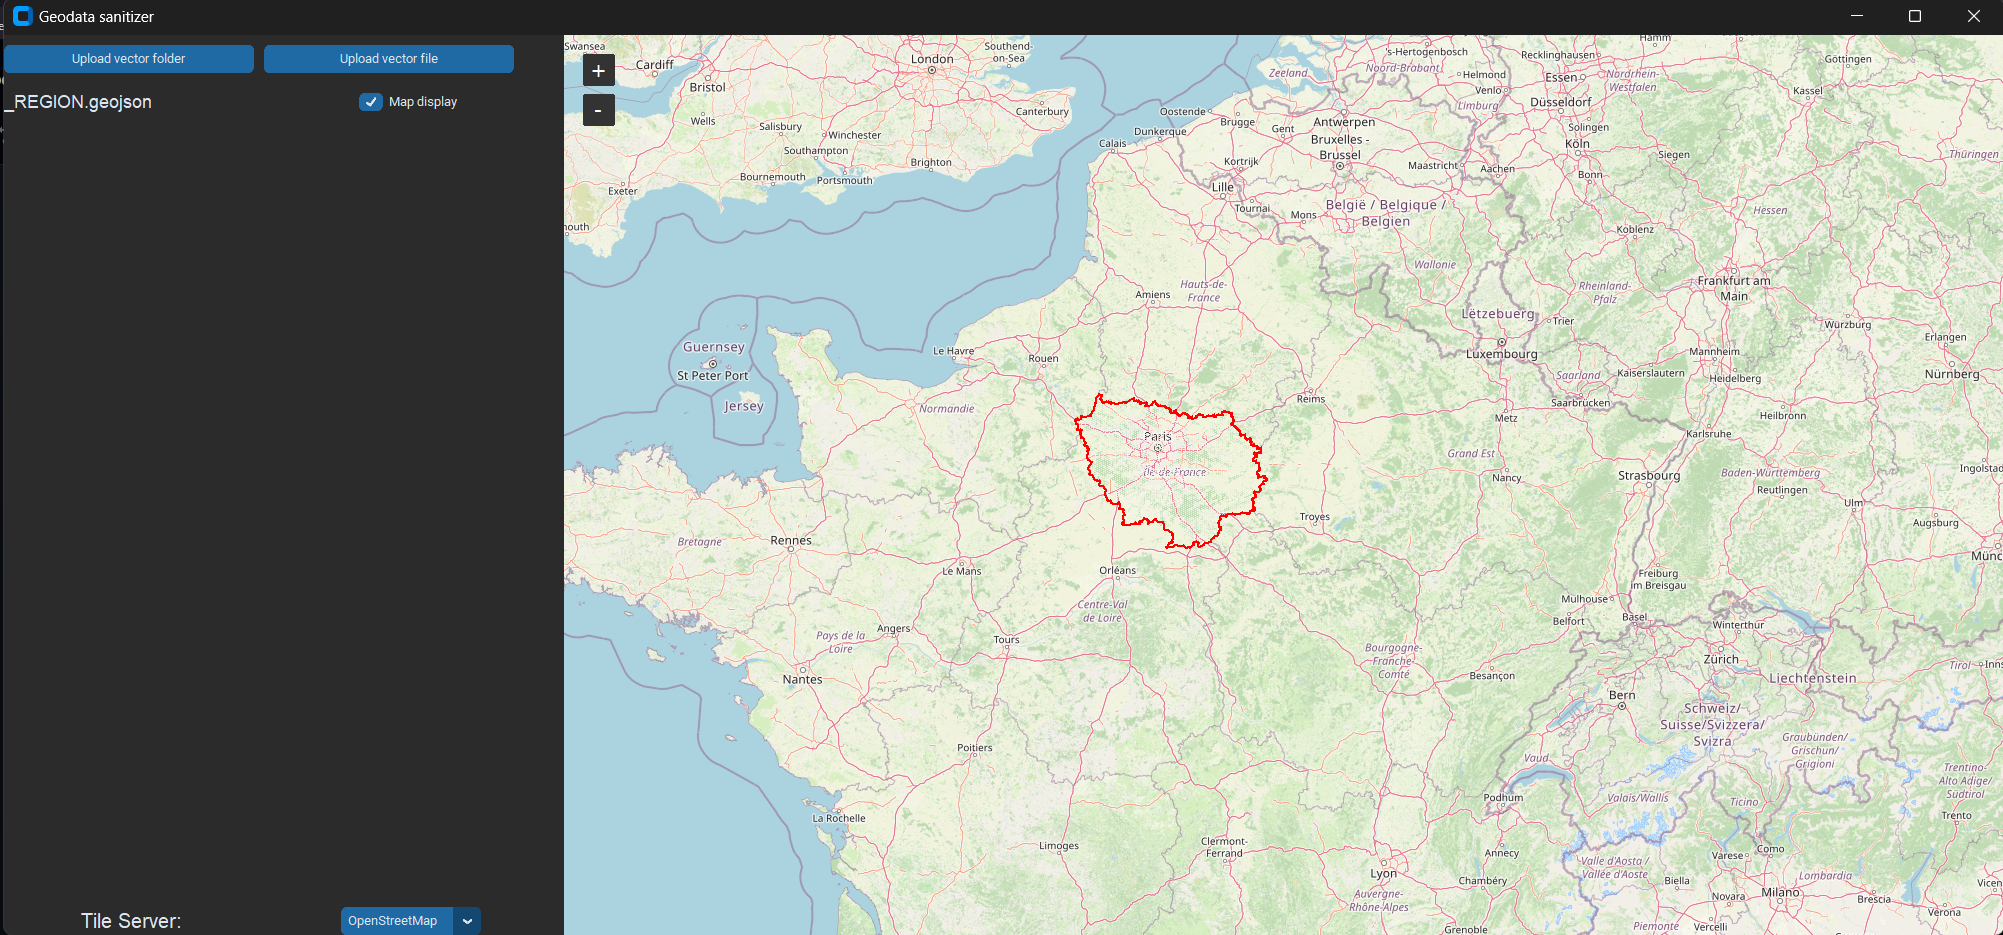 Geodata sanitizer
Upload vector folder
Upload vector file
_REGION.geojson
Map display
Tile Server:
OpenStreetMap
+
-
Swansea
Cardiff
Bristol
Wells
Salisbury
Winchester
Southampton
Bournemouth
Portsmouth
Exeter
London
Southend-
on-Sea
Canterbury
Brighton
Guernsey
St Peter Port
Jersey
Zeeland
Oostende
Dunkerque
Calais
Brugge
Gent
Antwerpen
Bruxelles -
Brussel
Kortrijk
Lille
Tournai
Mons
België / Belgique /
Belgien
Wallonie
's-Hertogenbosch
Noord-Brabant
Helmond
Venlo
Limburg
Maastricht
Aachen
Hamm
Recklinghausen
Essen
Nordrhein-
Westfalen
Düsseldorf
Solingen
Köln
Bonn
Siegen
Göttingen
Kassel
Thüringen
Hessen
Koblenz
Rheinland-
Pfalz
Frankfurt am
Main
Lëtzebuerg
Trier
Luxembourg
Saarland
Saarbrücken
Kaiserslautern
Mannheim
Heidelberg
Würzburg
Erlangen
Nürnberg
Heilbronn
Karlsruhe
Baden-Württemberg
Reutlingen
Ulm
Ingolstad
Augsburg
Münc
Amiens
Hauts-de-
France
Le Havre
Rouen
Normandie
Paris
Île-de-France
Reims
Metz
Grand Est
Nancy
Strasbourg
Troyes
Bretagne
Rennes
Le Mans
Orléans
Centre-Val
de Loire
Angers
Tours
Pays de la
Loire
Nantes
Poitiers
La Rochelle
Limoges
Clermont-
Ferrand
Bourgogne-
Franche-
Comté
Besançon
Lyon
Auvergne-
Rhône-Alpes
Grenoble
Chambéry
Annecy
Freiburg
im Breisgau
Mulhouse
Belfort
Basel
Winterthur
Zürich
Bern
Schweiz/
Suisse/Svizzera/
Svizra
Liechtenstein
Tirol
Inns
Graubünden/
Grischun/
Grigioni
Vaud
Podhum
Valais/Wallis
Ticino
Trentino-
Alto Adige/
Südtirol
Trento
Valle d'Aosta /
Vallée d'Aoste
Varese
Como
Biella
Lombardia
Novara
Milano
Brescia
Vicen
Verona
Piemonte
Vercelli